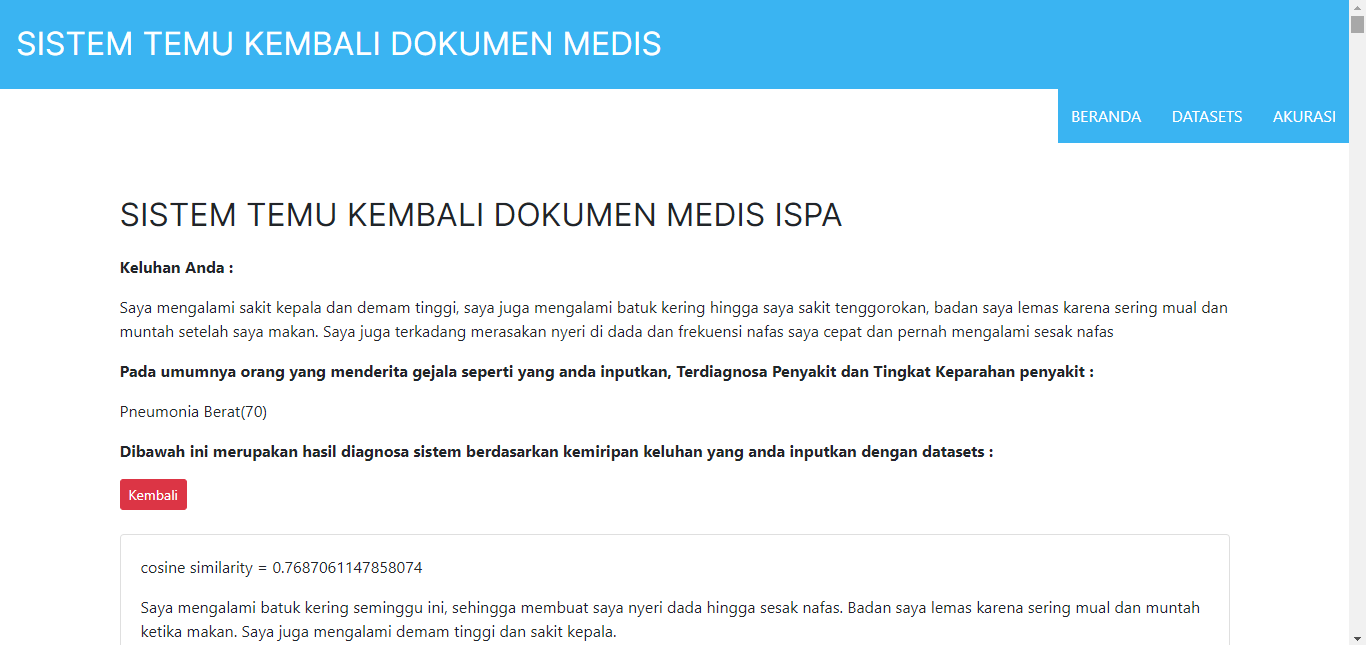 SISTEM TEMU KEMBALI DOKUMEN MEDIS
BERANDA DATASETS AKURASI
SISTEM TEMU KEMBALI DOKUMEN MEDIS ISPA
Keluhan Anda :
Saya mengalami sakit kepala dan demam tinggi, saya juga mengalami batuk kering hingga saya sakit tenggorokan, badan saya lemas karena sering mual dan
muntah setelah saya makan. Saya juga terkadang merasakan nyeri di dada dan frekuensi nafas saya cepat dan pernah mengalami sesak nafas
Pada umumnya orang yang menderita gejala seperti yang anda inputkan, Terdiagnosa Penyakit dan Tingkat Keparahan penyakit :
Pneumonia Berat(70)
Dibawah ini merupakan hasil diagnosa sistem berdasarkan kemiripan keluhan yang anda inputkan dengan datasets :
Kembali
cosine similarity = 0.7687061147858074
Saya mengalami batuk kering seminggu ini, sehingga membuat saya nyeri dada hingga sesak nafas. Badan saya lemas karena sering mual dan muntah
ketika makan. Saya juga mengalami demam tinggi dan sakit kepala.